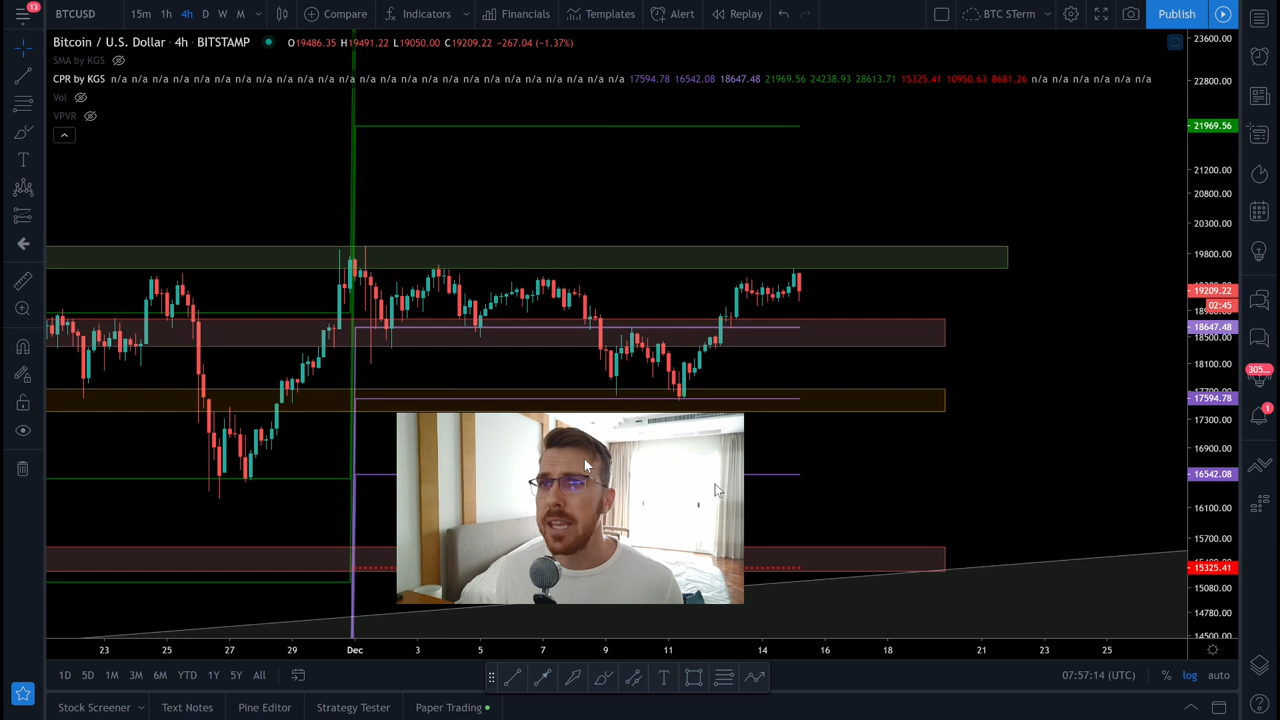 13 BTCUSD 15m 1h 4h D W M Compare Indicators Financials Templates Alert Replay BTC STerm Publish
Bitcoin / U.S. Dollar · 4h · BITSTAMP O19486.35 H19491.22 L19050.00 C19209.22 -267.04 (-1.37%)
SMA by KGS
CPR by KGS n/a n/a n/a n/a n/a n/a n/a n/a n/a n/a n/a n/a n/a n/a n/a n/a n/a n/a n/a n/a n/a n/a n/a n/a n/a n/a 17594.78 16542.08 18647.48 21969.56 24238.93 28613.71 15325.41 10950.63 8681.26 n/a n/a n/a n/a n/a n/a
Vol
VPVR
23600.00
22800.00
21969.56
21200.00
20800.00
20300.00
19800.00
19209.22
02:45
18647.48
18500.00
18100.00
17594.78
17300.00
16900.00
16542.08
16100.00
15700.00
15325.41
15080.00
14780.00
14500.00
305...
1
23 25 27 29 Dec 3 5 7 9 11 14 16 18 21 23 25
1D 5D 1M 3M 6M YTD 1Y 5Y All 07:57:14 (UTC) % log auto
Stock Screener Text Notes Pine Editor Strategy Tester Paper Trading